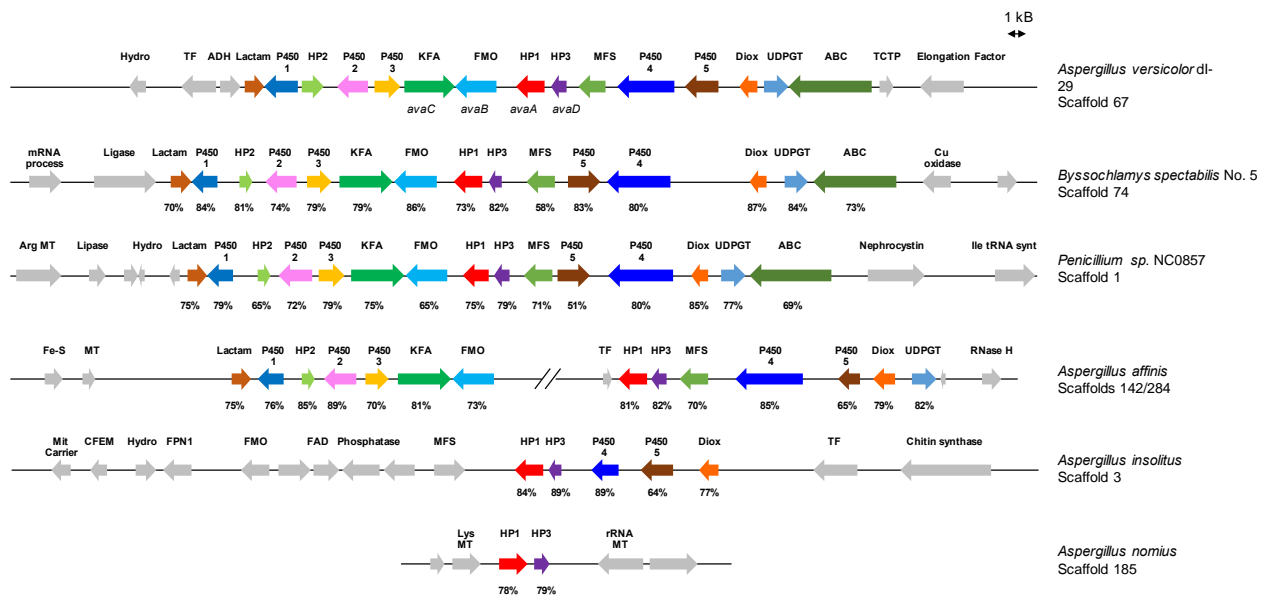 1 kB
Hydro TF ADH Lactam P450 1 HP2 P450 2 P450 3 KFA FMO HP1 HP3 MFS P450 4 P450 5 Diox UDPGT ABC TCTP Elongation Factor
avaC avaB avaA avaD
Aspergillus versicolor dl-
29
Scaffold 67
mRNA process Ligase Lactam P450 1 HP2 P450 2 P450 3 KFA FMO HP1 HP3 MFS P450 5 P450 4 Diox UDPGT ABC Cu oxidase
70% 84% 81% 74% 79% 79% 86% 73% 82% 58% 83% 80% 87% 84% 73%
Byssochlamys spectabilis No. 5
Scaffold 74
Arg MT Lipase Hydro Lactam P450 1 HP2 P450 2 P450 3 KFA FMO HP1 HP3 MFS P450 5 P450 4 Diox UDPGT ABC Nephrocystin Ile tRNA synt
75% 79% 65% 72% 79% 75% 65% 75% 79% 71% 51% 80% 85% 77% 69%
Penicillium sp. NC0857
Scaffold 1
Fe-S MT Lactam P450 1 HP2 P450 2 P450 3 KFA FMO TF HP1 HP3 MFS P450 4 P450 5 Diox UDPGT RNase H
75% 76% 85% 89% 70% 81% 73% 81% 82% 70% 85% 65% 79% 82%
Aspergillus affinis
Scaffolds 142/284
Mit Carrier CFEM Hydro FPN1 FMO FAD Phosphatase MFS HP1 HP3 P450 4 P450 5 Diox TF Chitin synthase
84% 89% 89% 64% 77%
Aspergillus insolitus
Scaffold 3
Lys MT HP1 HP3 rRNA MT
78% 79%
Aspergillus nomius
Scaffold 185